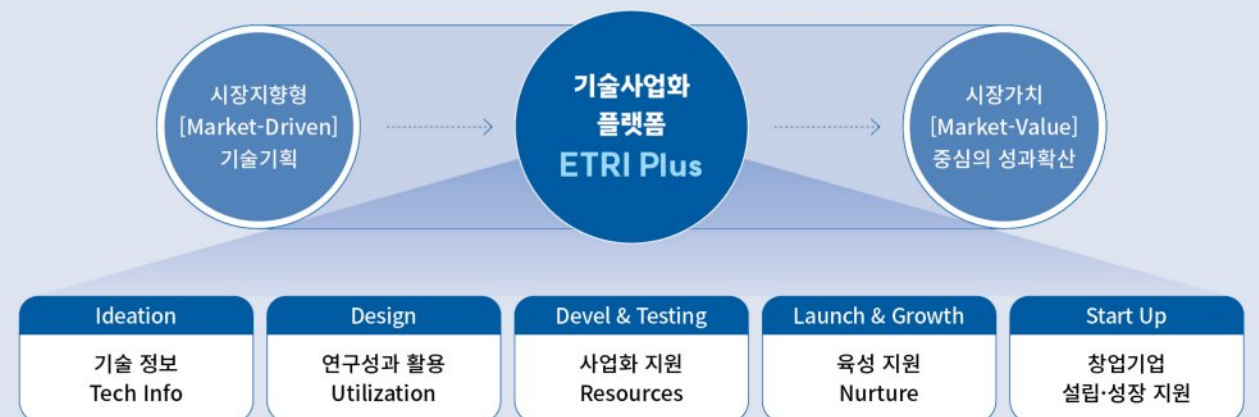 시장지향형
[Market-Driven]
기술기획
기술사업화
플랫폼
ETRI Plus
시장가치
[Market-Value]
중심의 성과확산
Ideation
기술 정보
Tech Info
Design
연구성과 활용
Utilization
Devel & Testing
사업화 지원
Resources
Launch & Growth
육성 지원
Nurture
Start Up
창업기업
설립·성장 지원